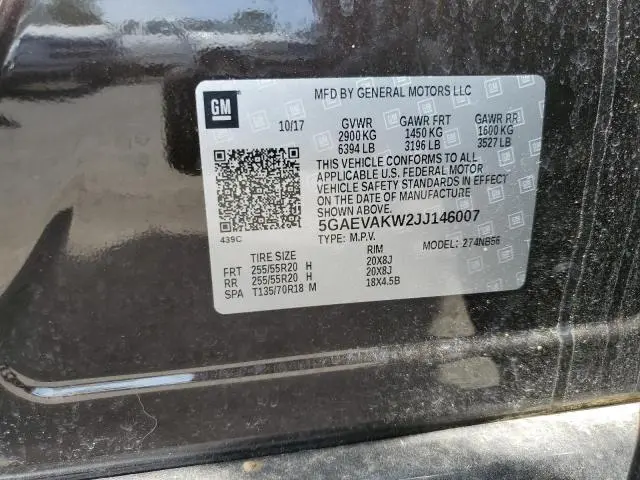 GM
MFD BY GENERAL MOTORS LLC
10/17
GVWR GAWR FRT GAWR RR
2900 KG 1450 KG 1600 KG
6394 LB 3196 LB 3527 LB
THIS VEHICLE CONFORMS TO ALL
APPLICABLE U.S. FEDERAL MOTOR
VEHICLE SAFETY STANDARDS IN EFFECT
ON THE DATE OF MANUFACTURE
SHOWN ABOVE.
439C
5GAEVAKW2JJ146007
TYPE: M.P.V. MODEL: 274NB56
TIRE SIZE RIM
FRT 255/55R20 H 20X8J
RR 255/55R20 H 20X8J
SPA T135/70R18 M 18X4.5B